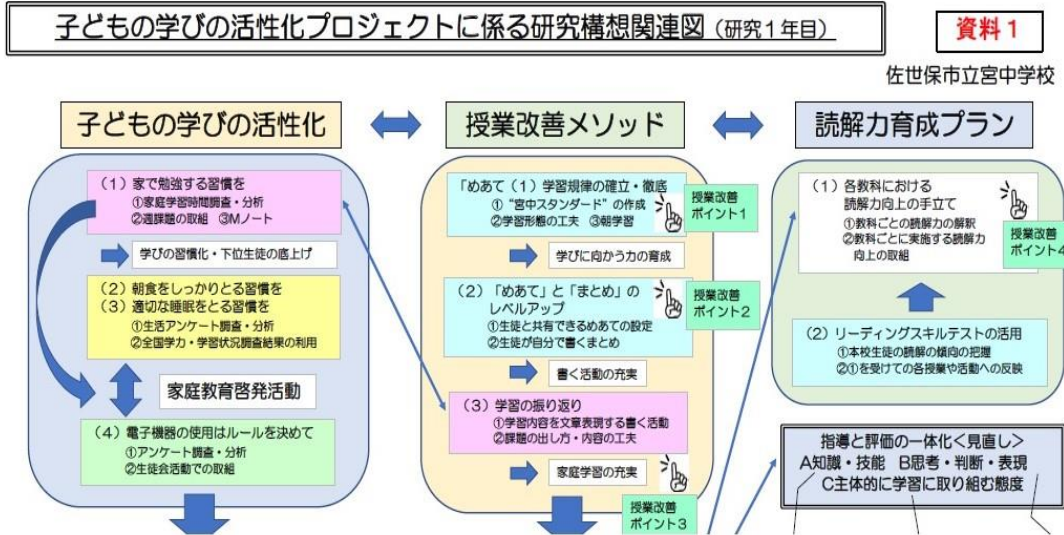 子どもの学びの活性化プロジェクトに係る研究構想関連図（研究1年目）
資料1
佐世保市立宮中学校
子どもの学びの活性化
授業改善メソッド
読解力育成プラン
（1）家で勉強する習慣を
①家庭学習時間調査・分析
②週課題の取組　③Mノート
学びの習慣化・下位生徒の底上げ
（2）朝食をしっかりとる習慣を
（3）適切な睡眠をとる習慣を
①生活アンケート調査・分析
②全国学力・学習状況調査結果の利用
家庭教育啓発活動
（4）電子機器の使用はルールを決めて
①アンケート調査・分析
②生徒会活動での取組
「めあて（1）学習規律の確立・徹底
①“宮中スタンダード”の作成
②学習形態の工夫　③朝学習
授業改善
ポイント1
学びに向かう力の育成
（2）「めあて」と「まとめ」の
レベルアップ
①生徒と共有できるめあての設定
②生徒が自分で書くまとめ
授業改善
ポイント2
書く活動の充実
（3）学習の振り返り
①学習内容を文章表現する書く活動
②課題の出し方・内容の工夫
家庭学習の充実
授業改善
ポイント3
（1）各教科における
読解力向上の手立て
①教科ごとの読解力の解釈
②教科ごとに実施する読解力
向上の取組
授業改善
ポイント4
（2）リーディングスキルテストの活用
①本校生徒の読解の傾向の把握
②①を受けての各授業や活動への反映
指導と評価の一体化＜見直し＞
A知識・技能　B思考・判断・表現
C主体的に学習に取り組む態度